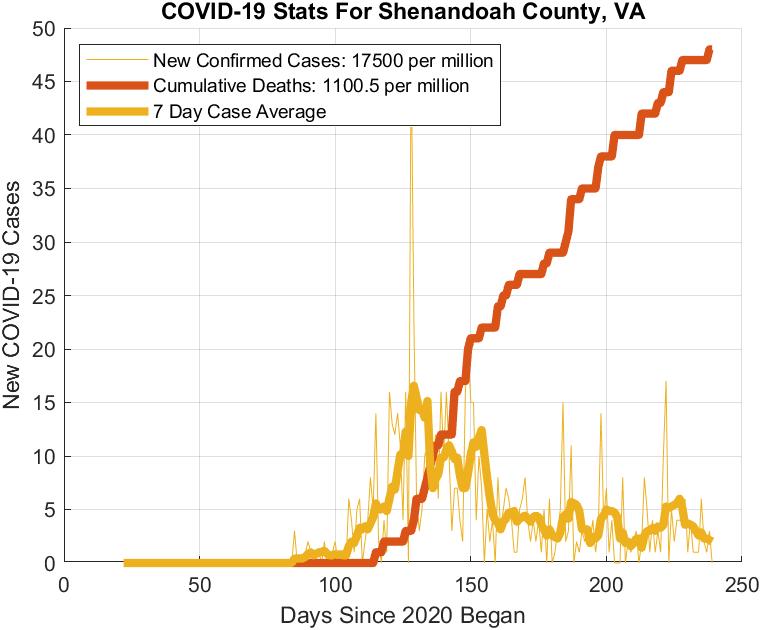 COVID-19 Stats For Shenandoah County, VA
New Confirmed Cases: 17500 per million
Cumulative Deaths: 1100.5 per million
7 Day Case Average
New COVID-19 Cases
50
45
40
35
30
25
20
15
10
5
0
0 50 100 150 200 250
Days Since 2020 Began